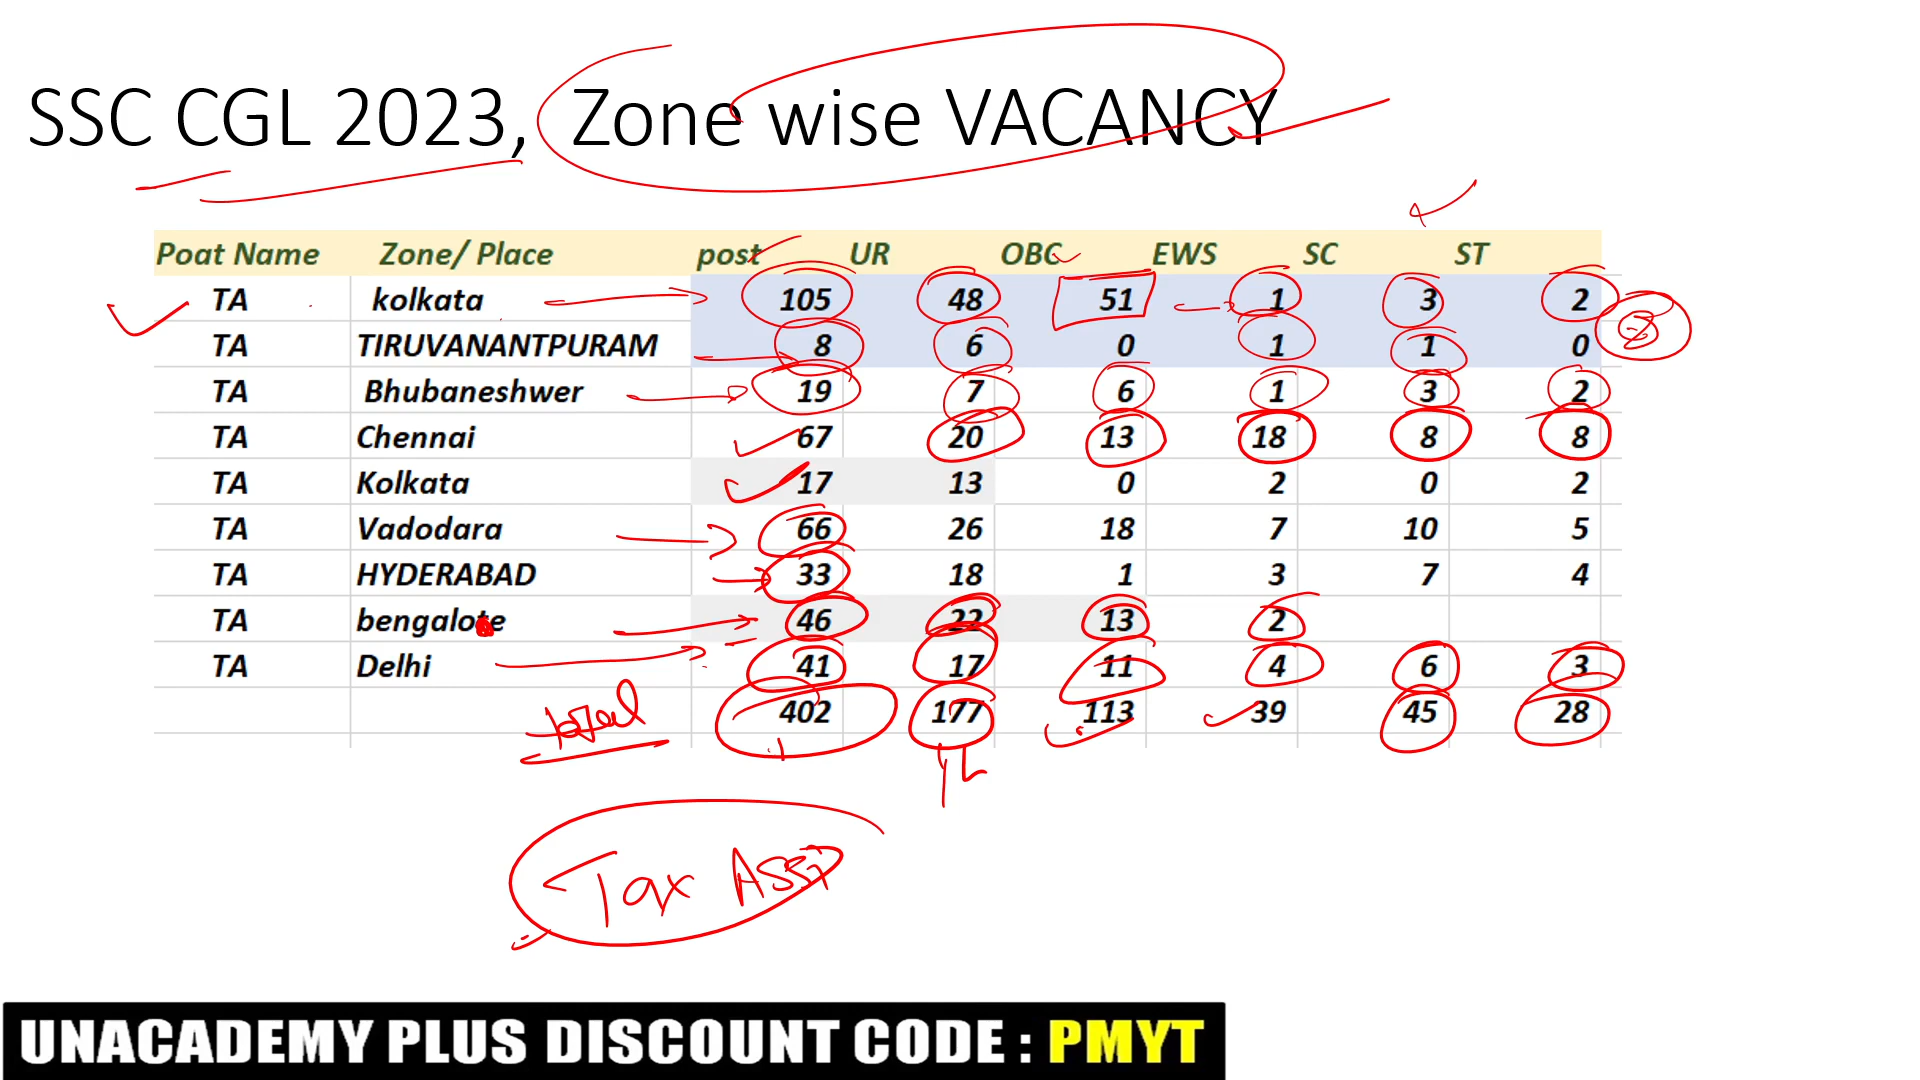 SSC CGL 2023, Zone wise VACANCY
Poat Name Zone/ Place post UR OBC EWS SC ST
TA kolkata 105 48 51 1 3 2
TA TIRUVANANTPURAM 8 6 0 1 1 0
TA Bhubaneshwer 19 7 6 1 3 2
TA Chennai 67 20 13 18 8 8
TA Kolkata 17 13 0 2 0 2
TA Vadodara 66 26 18 7 10 5
TA HYDERABAD 33 18 1 3 7 4
TA 46 22 13 2
TA Delhi 41 17 11 4 6 3
total 402 177 113 39 45 28
Tax Asst
UNACADEMY PLUS DISCOUNT CODE : PMYT